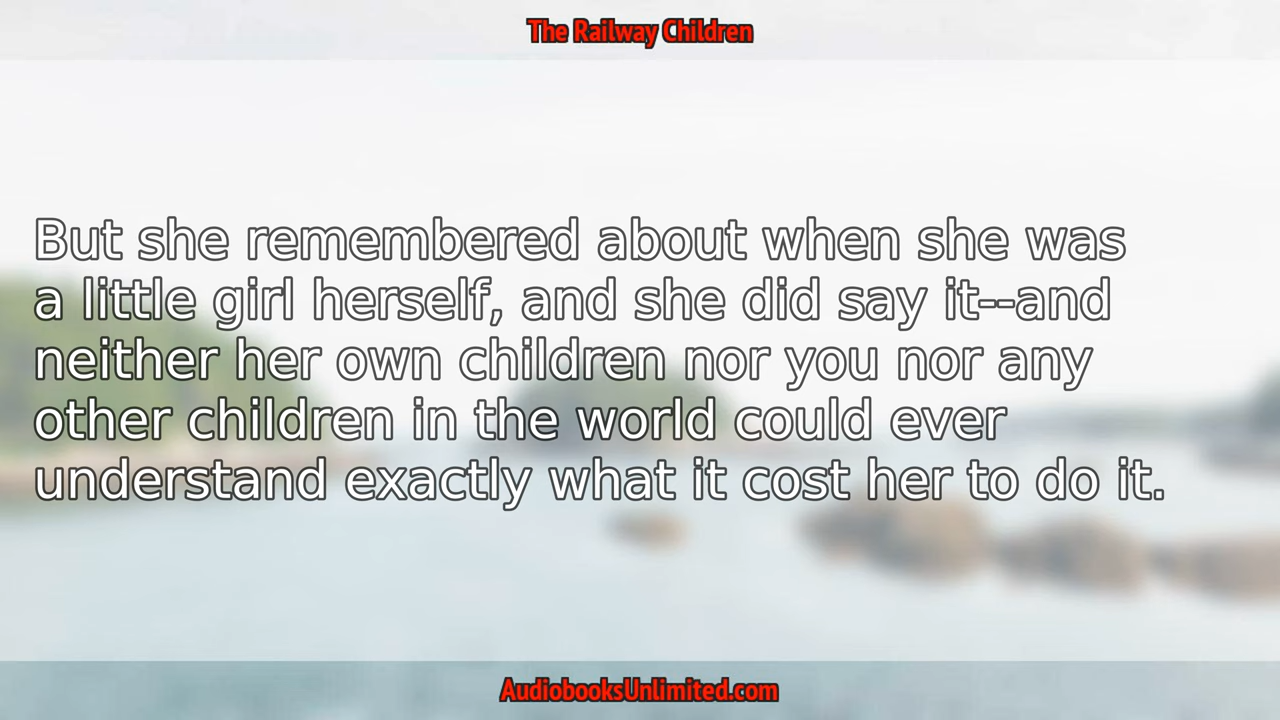 The Railway Children
But she remembered about when she was
a little girl herself, and she did say it--and
neither her own children nor you nor any
other children in the world could ever
understand exactly what it cost her to do it.
AudiobooksUnlimited.com